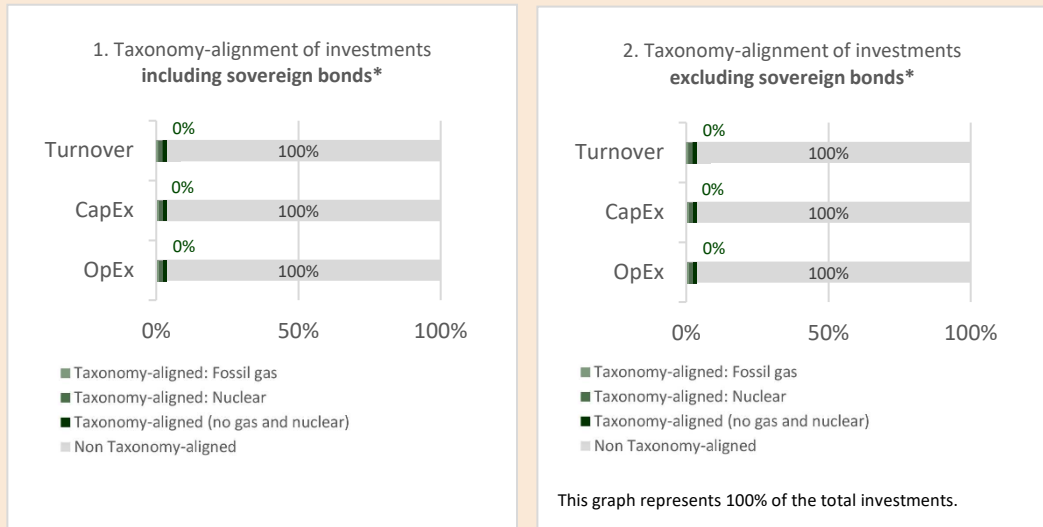 1. Taxonomy-alignment of investments
including sovereign bonds*
0%
Turnover
100%
0%
CapEx
100%
0%
OpEx
100%
0%
50%
100%
Taxonomy-aligned: Fossil gas
Taxonomy-aligned: Nuclear
Taxonomy-aligned (no gas and nuclear)
Non Taxonomy-aligned
2. Taxonomy-alignment of investments
excluding sovereign bonds*
0%
Turnover
100%
0%
CapEx
100%
0%
OpEx
100%
0%
50%
100%
Taxonomy-aligned: Fossil gas
Taxonomy-aligned: Nuclear
Taxonomy-aligned (no gas and nuclear)
Non Taxonomy-aligned
This graph represents 100% of the total investments.